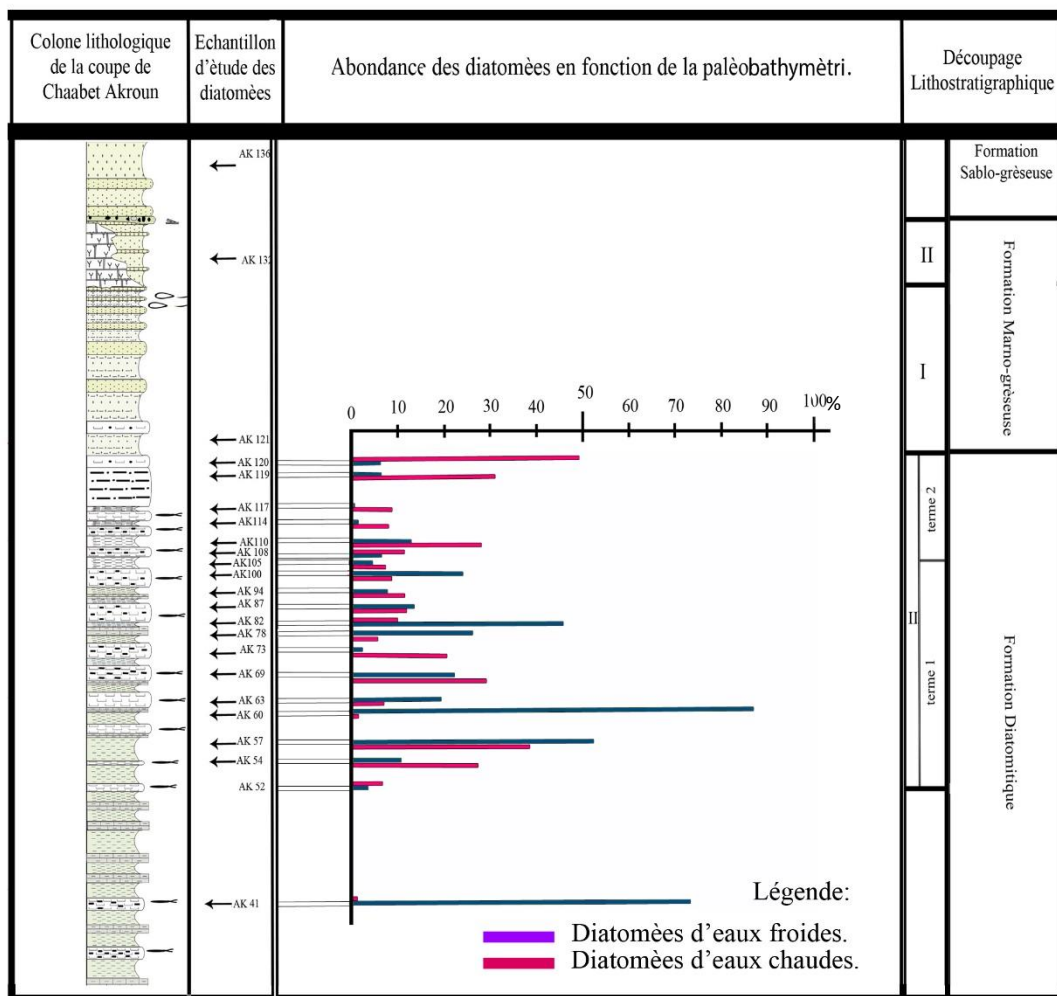 Colone lithologique
de la coupe de
Chaabet Akroun
Echantillon
d'ètude des
diatomèes
Abondance des diatomèes en fonction de la palèobathymètri.
Découpage
Lithostratigraphique
AK 136
AK 132
AK 121
AK 120
AK 119
AK 117
AK114
AK110
AK 108
AK105
AK100
AK 94
AK 87
AK 82
AK 78
AK 73
AK 69
AK 63
AK 60
AK 57
AK 54
AK 52
AK 41
0 10 20 30 40 50 60 70 80 90 100%
Légende:
Diatomèes d'eaux froides.
Diatomèes d'eaux chaudes.
II
I
II
terme 2
terme 1
Formation
Sablo-grèseuse
Formation Marno-grèseuse
Formation Diatomitique